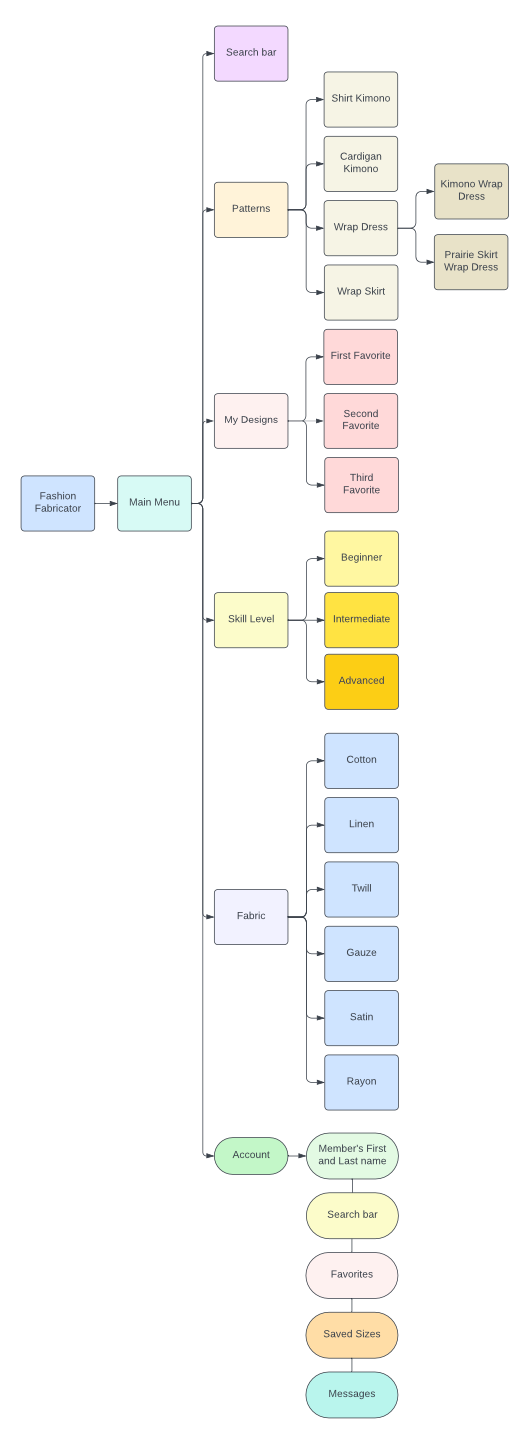 Search bar
Shirt Kimono
Cardigan
Kimono
Kimono Wrap
Dress
Patterns
Wrap Dress
Prairie Skirt
Wrap Dress
Wrap Skirt
First Favorite
My Designs
Second
Favorite
Third
Favorite
Fashion
Fabricator
Main Menu
Beginner
Skill Level
Intermediate
Advanced
Cotton
Linen
Twill
Fabric
Gauze
Satin
Rayon
Account
Member's First
and Last name
Search bar
Favorites
Saved Sizes
Messages